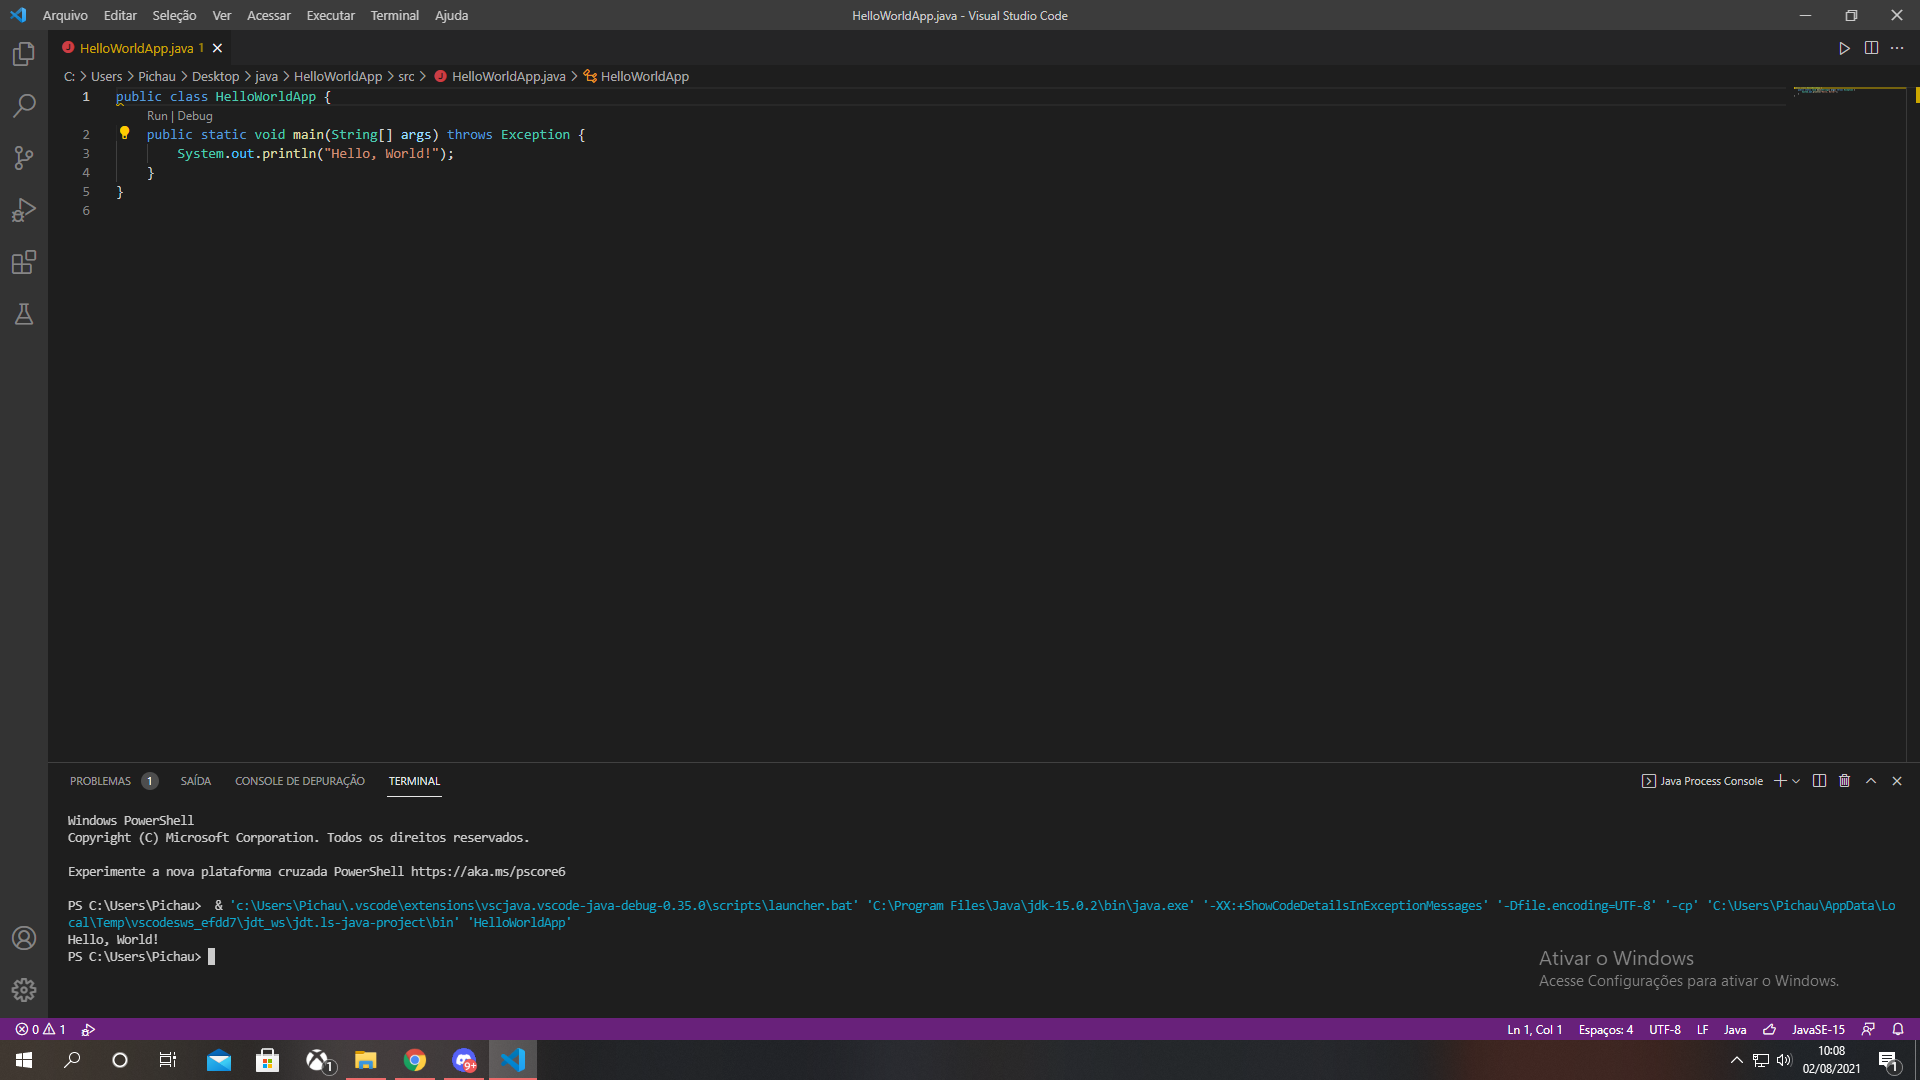 Arquivo Editar Seleção Ver Acessar Executar Terminal Ajuda
HelloWorldApp.java - Visual Studio Code
HelloWorldApp.java 1
C: > Users > Pichau > Desktop > java > HelloWorldApp > src > HelloWorldApp.java > HelloWorldApp
1 public class HelloWorldApp {
Run | Debug
2 public static void main(String[] args) throws Exception {
3 System.out.println("Hello, World!");
4 }
5 }
6
PROBLEMAS 1 SAÍDA CONSOLE DE DEPURAÇÃO TERMINAL
Java Process Console
Windows PowerShell
Copyright (C) Microsoft Corporation. Todos os direitos reservados.
Experimente a nova plataforma cruzada PowerShell https://aka.ms/pscore6
PS C:\Users\Pichau>  & 'c:\Users\Pichau\.vscode\extensions\vscjava.vscode-java-debug-0.35.0\scripts\launcher.bat' 'C:\Program Files\Java\jdk-15.0.2\bin\java.exe' '-XX:+ShowCodeDetailsInExceptionMessages' '-Dfile.encoding=UTF-8' '-cp' 'C:\Users\Pichau\AppData\Lo
cal\Temp\vscodesws_efdd7\jdt_ws\jdt.ls-java-project\bin' 'HelloWorldApp'
Hello, World!
PS C:\Users\Pichau>
Ativar o Windows
Acesse Configurações para ativar o Windows.
0 1
Ln 1, Col 1 Espaços: 4 UTF-8 LF Java JavaSE-15
1
9+
10:08
02/08/2021
1